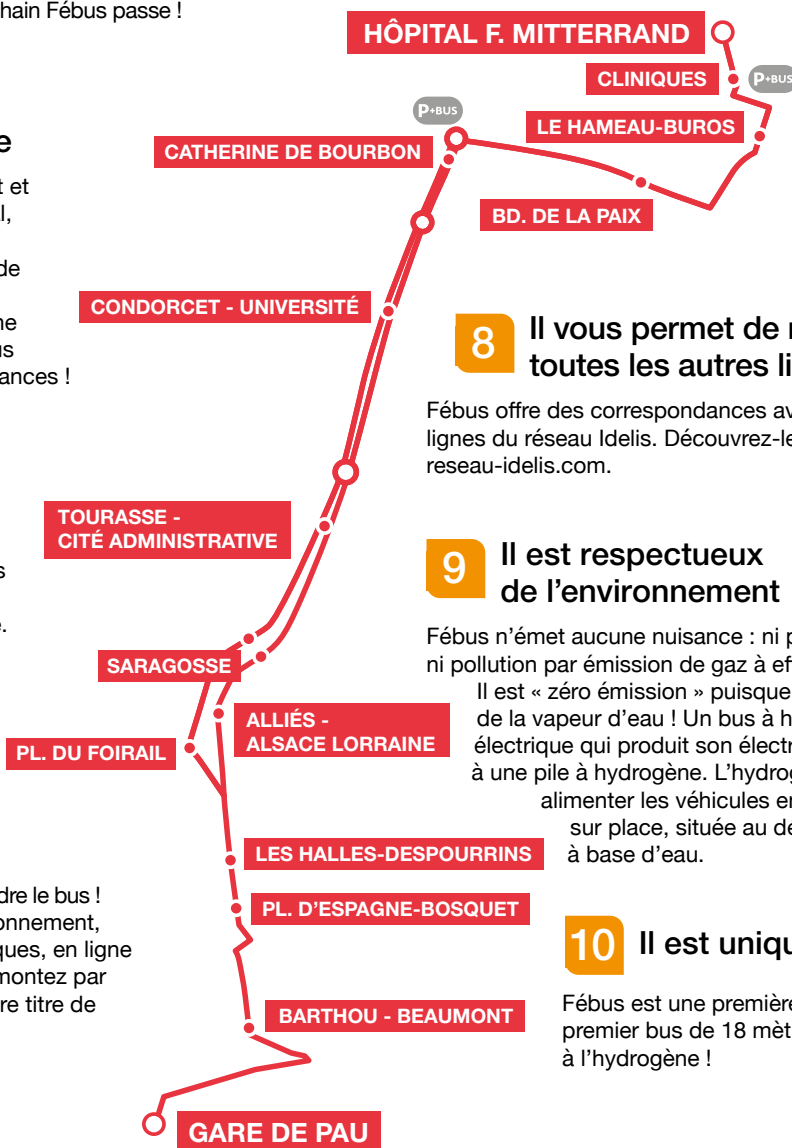 hain Fébus passe !
HÔPITAL F. MITTERRAND
CLINIQUES
P+BUS
LE HAMEAU-BUROS
P+BUS
CATHERINE DE BOURBON
BD. DE LA PAIX
CONDORCET - UNIVERSITÉ
TOURASSE -
CITÉ ADMINISTRATIVE
SARAGOSSE
ALLIÉS -
ALSACE LORRAINE
PL. DU FOIRAIL
LES HALLES-DESPOURRINS
PL. D'ESPAGNE-BOSQUET
BARTHOU - BEAUMONT
GARE DE PAU
e
t et
l,
de
ne
us
ances !
s
e.
dre le bus !
onnement,
ques, en ligne
montez par
re titre de
8
Il vous permet de r
toutes les autres li
Fébus offre des correspondances av
lignes du réseau Idelis. Découvrez-le
reseau-idelis.com.
9
Il est respectueux
de l’environnement
Fébus n’émet aucune nuisance : ni p
ni pollution par émission de gaz à ef
Il est « zéro émission » puisque
de la vapeur d’eau ! Un bus à h
électrique qui produit son électr
à une pile à hydrogène. L’hydrog
alimenter les véhicules en
sur place, située au dé
à base d’eau.
10
Il est uniqu
Fébus est une première
premier bus de 18 mèt
à l’hydrogène !